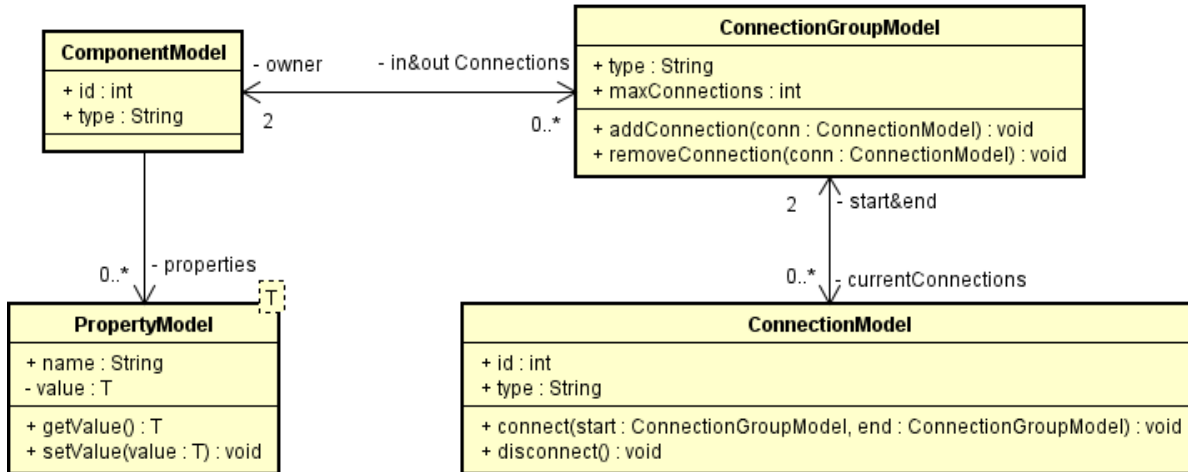 ComponentModel
+ id : int
+ type : String
- owner
2
- in&out Connections
0..*
ConnectionGroupModel
+ type : String
+ maxConnections : int
+ addConnection(conn : ConnectionModel) : void
+ removeConnection(conn : ConnectionModel) : void
2
- start&end
0..*
- currentConnections
0..*
- properties
T
PropertyModel
+ name : String
- value : T
+ getValue() : T
+ setValue(value : T) : void
ConnectionModel
+ id : int
+ type : String
+ connect(start : ConnectionGroupModel, end : ConnectionGroupModel) : void
+ disconnect() : void